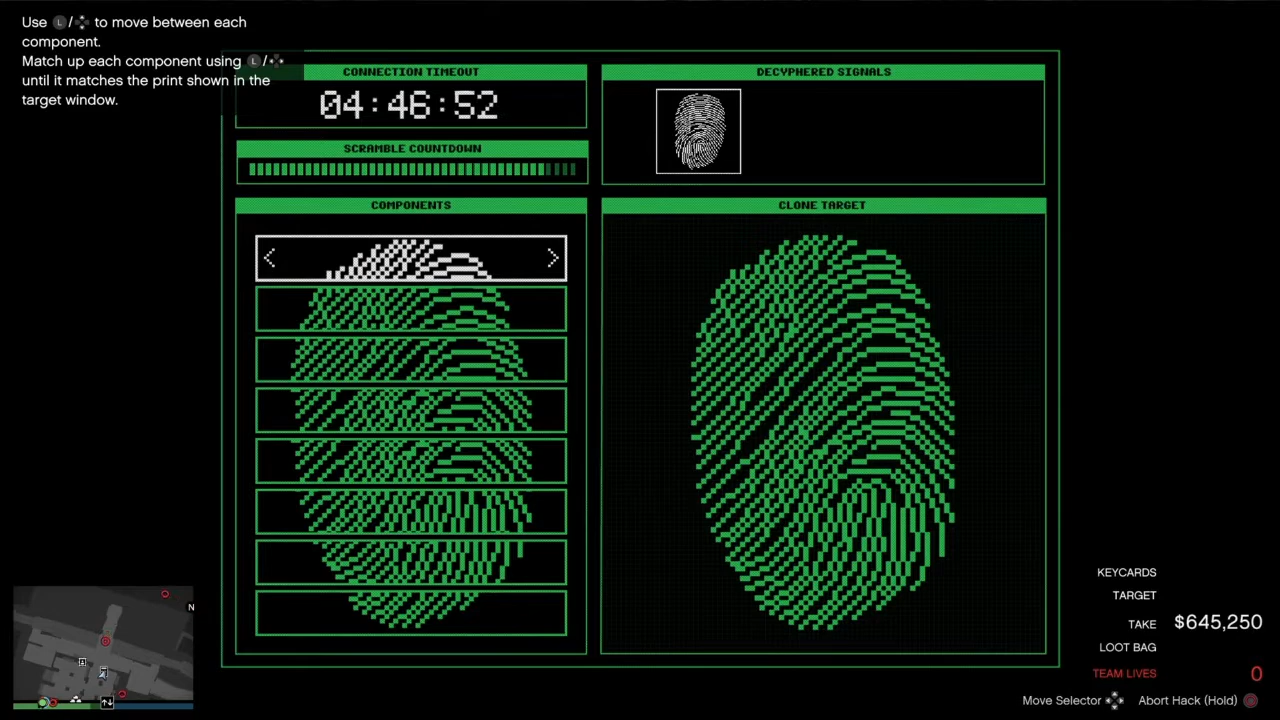 Use L/ to move between each
component.
Match up each component using L/
until it matches the print shown in the
target window.
CONNECTION TIMEOUT
04:46:52
DECYPHERED SIGNALS
SCRAMBLE COUNTDOWN
COMPONENTS
CLONE TARGET
< >
N
KEYCARDS
TARGET
TAKE $645,250
LOOT BAG
TEAM LIVES 0
Move Selector Abort Hack (Hold)